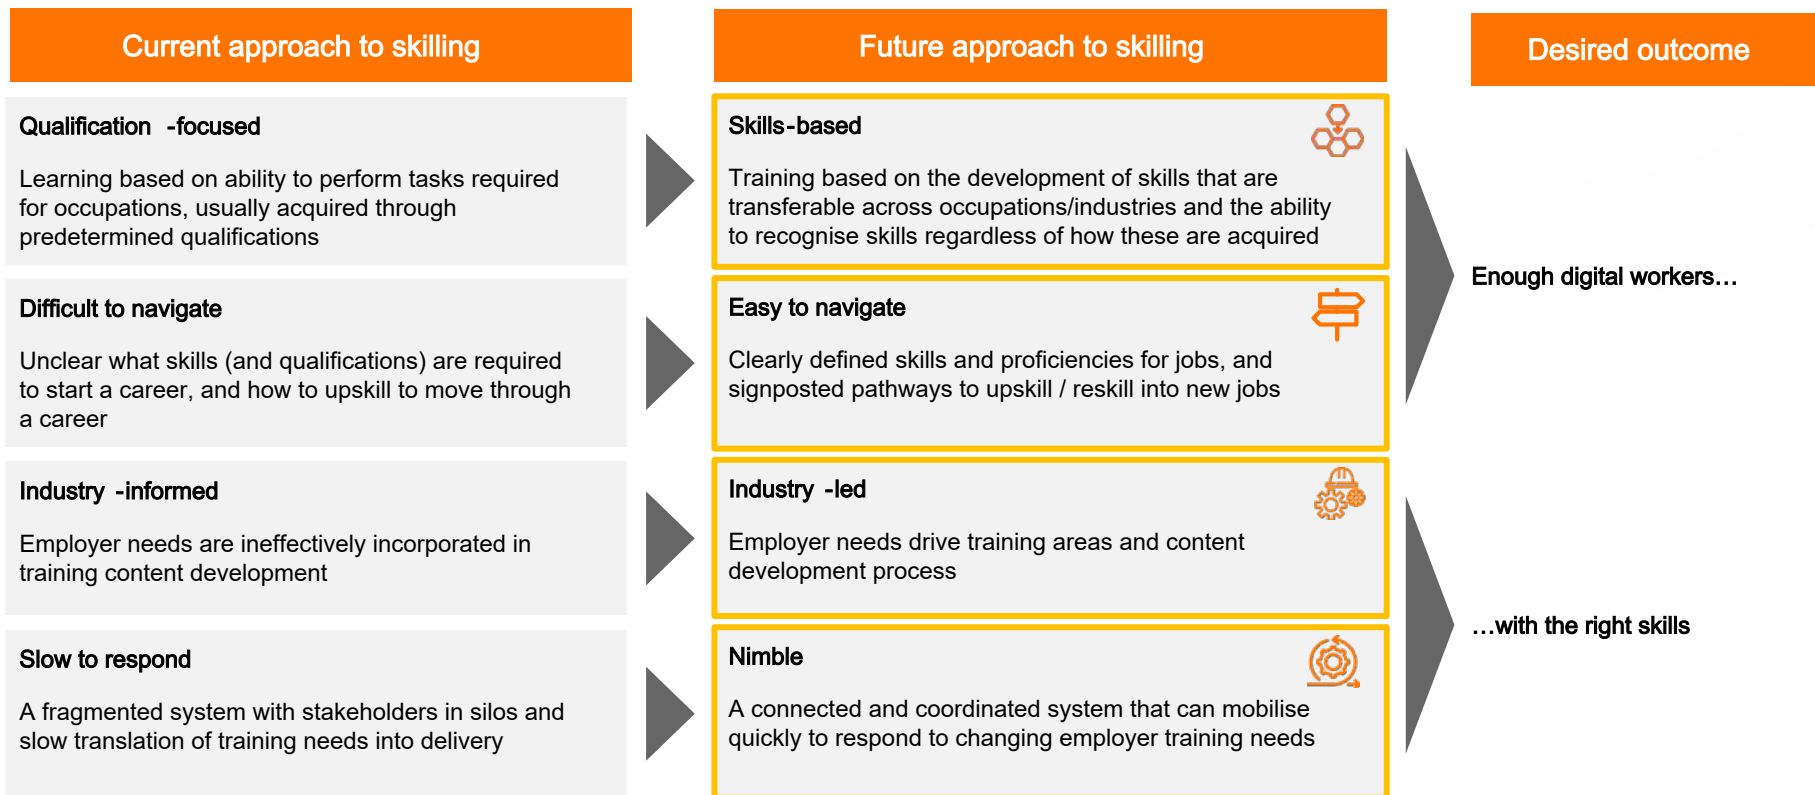 Current approach to skilling
Future approach to skilling
Desired outcome
Qualification -focused
Learning based on ability to perform tasks required
for occupations, usually acquired through
predetermined qualifications
Skills-based
Training based on the development of skills that are
transferable across occupations/industries and the ability
to recognise skills regardless of how these are acquired
Difficult to navigate
Unclear what skills (and qualifications) are required
to start a career, and how to upskill to move through
a career
Easy to navigate
Clearly defined skills and proficiencies for jobs, and
signposted pathways to upskill / reskill into new jobs
Enough digital workers…
Industry -informed
Employer needs are ineffectively incorporated in
training content development
Industry -led
Employer needs drive training areas and content
development process
Slow to respond
A fragmented system with stakeholders in silos and
slow translation of training needs into delivery
Nimble
A connected and coordinated system that can mobilise
quickly to respond to changing employer training needs
…with the right skills